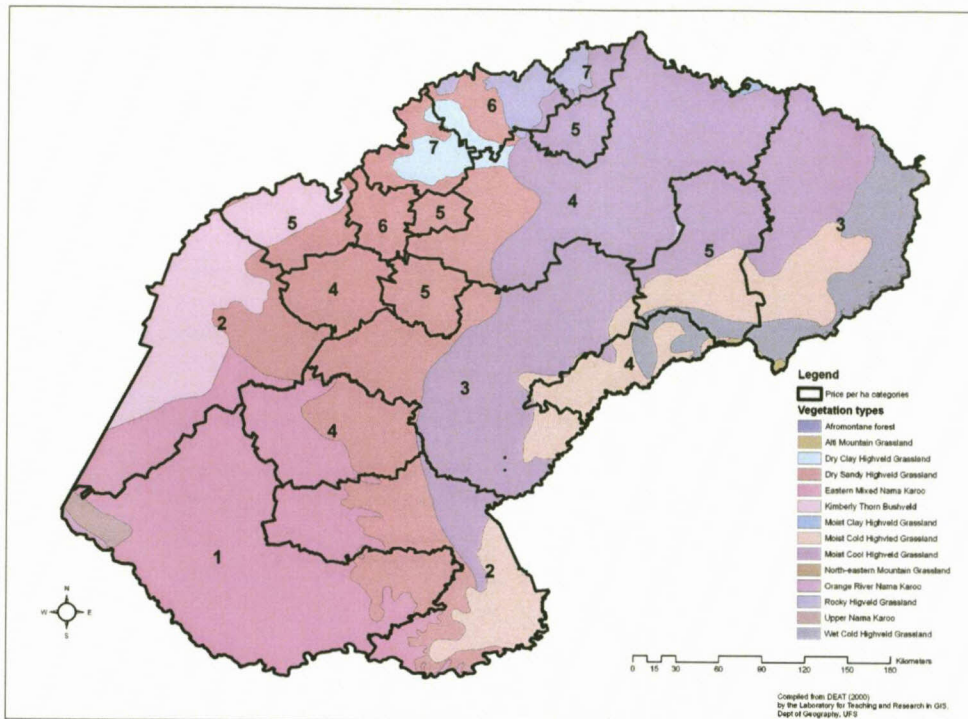 7
6
5
7
4
5
5
3
6
5
4
5
2
3
4
4
1
2
N
W E
S
Legend
Price per ha categories
Vegetation types
Afromontane forest
Alti Mountain Grassland
Dry Clay Highveld Grassland
Dry Sandy Highveld Grassland
Eastern Mixed Nama Karoo
Kimberly Thorn Bushveld
Moist Clay Highveld Grassland
Moist Cold Highvled Grassland
Moist Cool Highveld Grassland
North-eastern Mountain Grassland
Orange River Nama Karoo
Rocky Higveld Grassland
Upper Nama Karoo
Wet Cold Highveld Grassland
Kilometers
0 15 30 60 90 120 150 180
Compiled from DEAT (2000)
by the Laboratory for Teaching and Research in GIS.
Dept of Geography, UFS